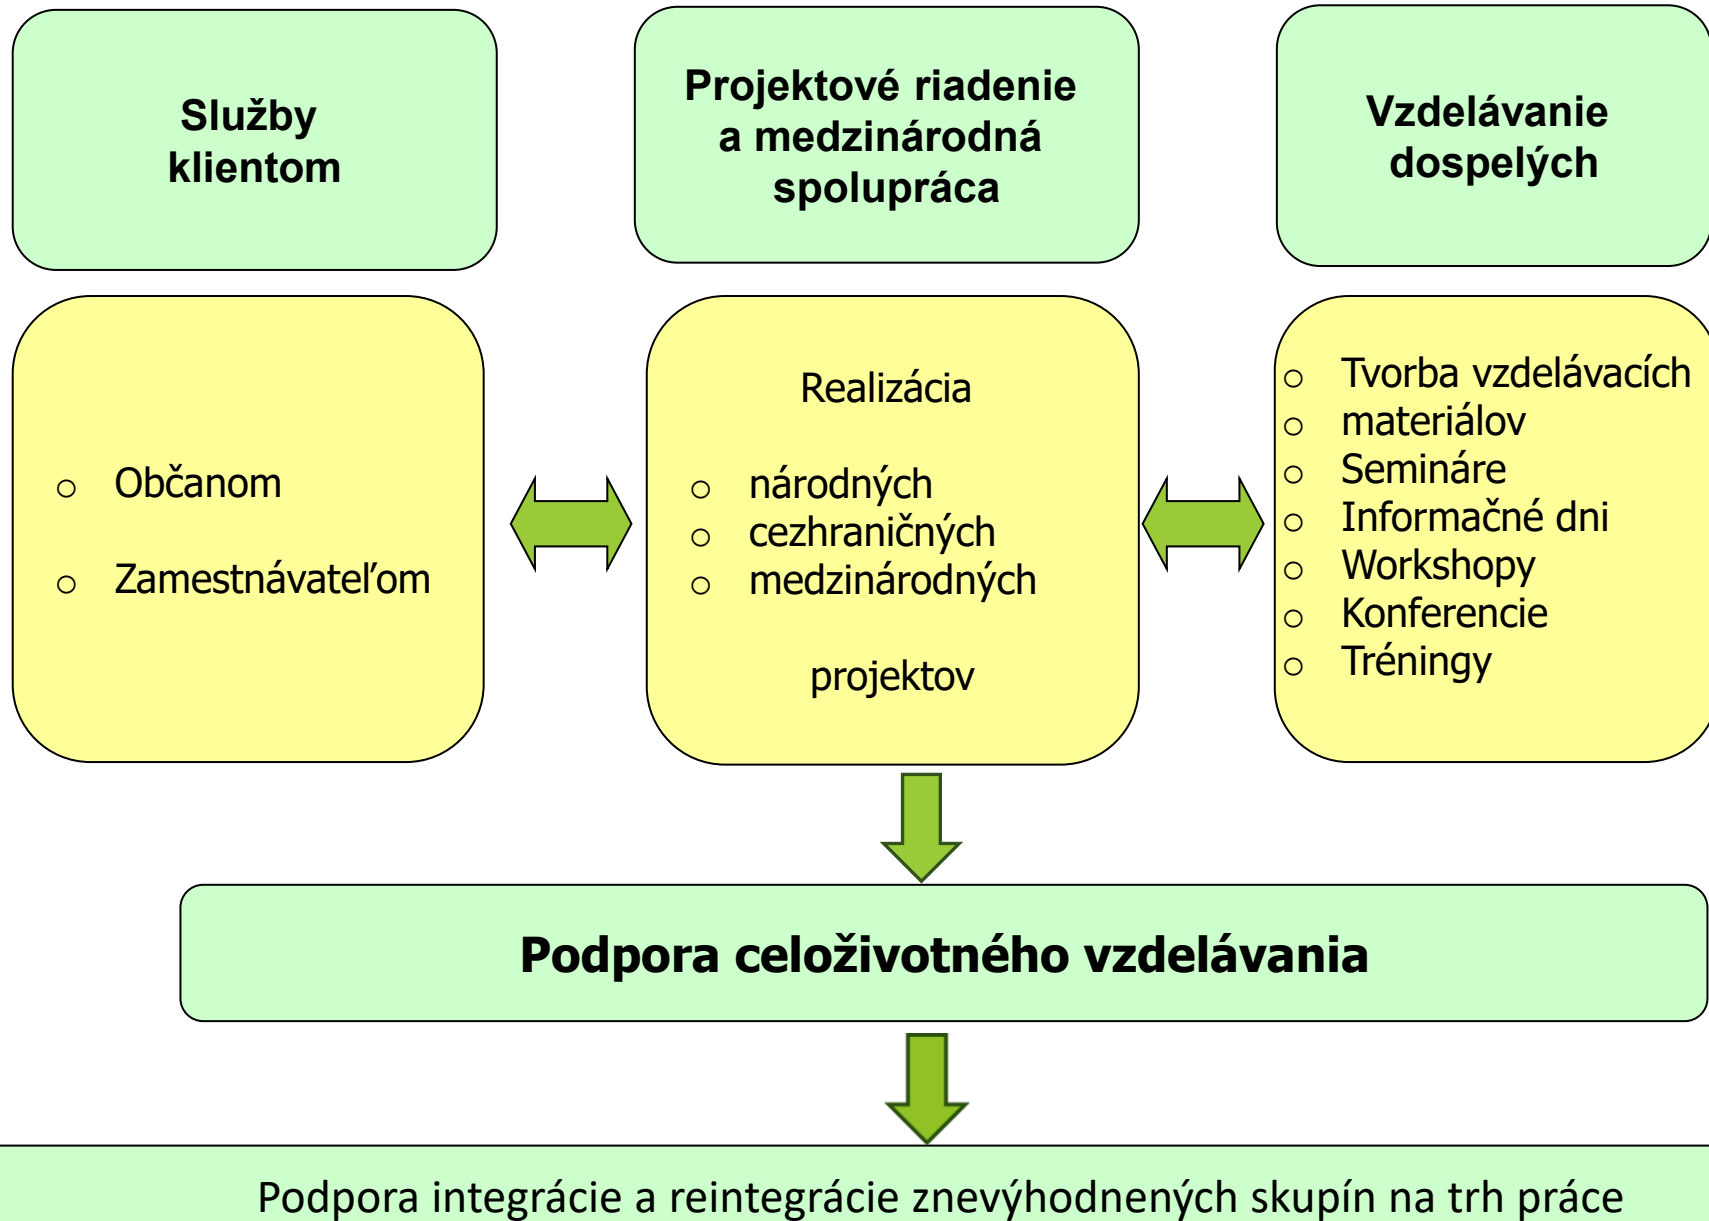 Služby
klientom
Projektové riadenie
a medzinárodná
spolupráca
Vzdelávanie
dospelých
Občanom
Zamestnávateľom
Realizácia
národných
cezhraničných
medzinárodných
projektov
Tvorba vzdelávacích
materiálov
Semináre
Informačné dni
Workshopy
Konferencie
Tréningy
Podpora celoživotného vzdelávania
Podpora integrácie a reintegrácie znevýhodnených skupín na trh práce